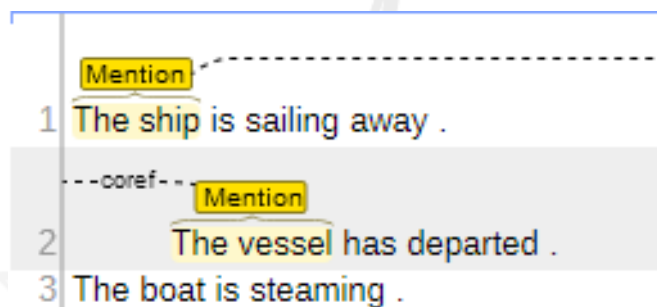 Mention
1 The ship is sailing away .
coref
Mention
2 The vessel has departed .
3 The boat is steaming .